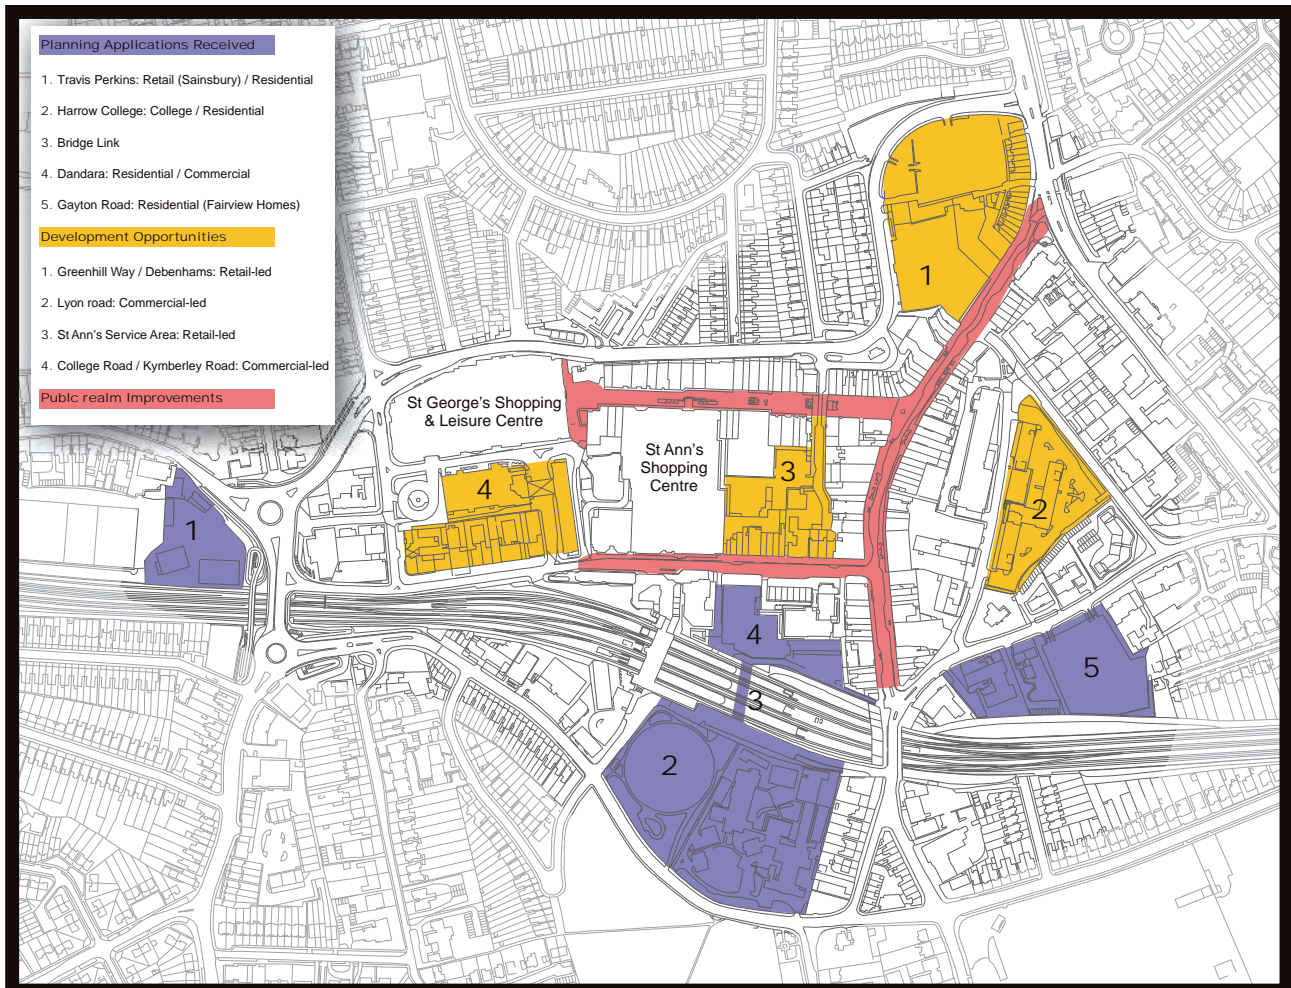 Planning Applications Received
1. Travis Perkins: Retail (Sainsbury) / Residential
2. Harrow College: College / Residential
3. Bridge Link
4. Dandara: Residential / Commercial
5. Gayton Road: Residential (Fairview Homes)
Development Opportunities
1. Greenhill Way / Debenhams: Retail-led
2. Lyon road: Commercial-led
3. St Ann's Service Area: Retail-led
4. College Road / Kymberley Road: Commercial-led
Publc realm Improvements
1
St George's Shopping
& Leisure Centre
St Ann's
Shopping
Centre
3
4
2
1
4
5
3
2